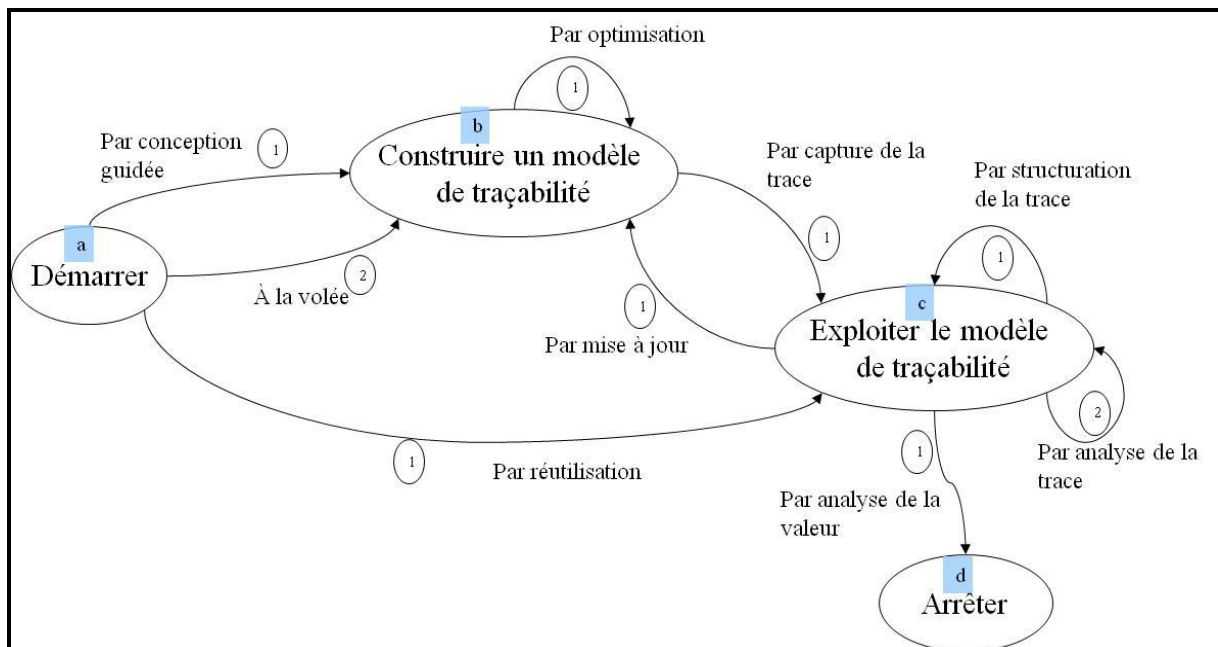 Par optimisation
1
b
Construire un modèle
de traçabilité
Par conception
guidée
1
Par capture de la
trace
1
Par structuration
de la trace
1
a
Démarrer
À la volée
2
1
Par mise à jour
c
Exploiter le modèle
de traçabilité
2
Par analyse de la
trace
1
Par réutilisation
1
Par analyse de la
valeur
d
Arrêter